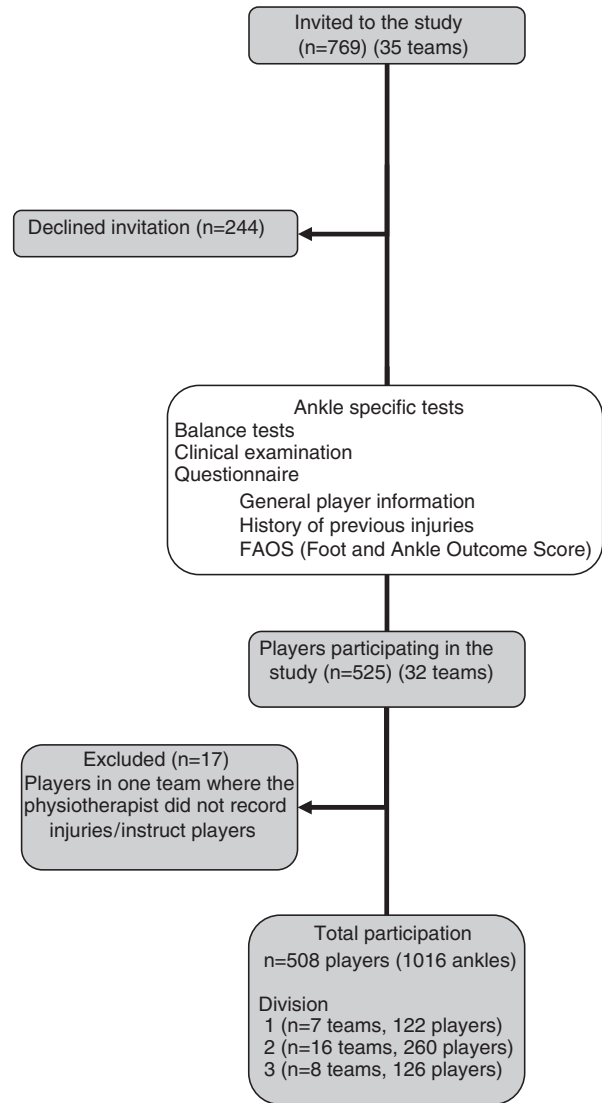 Invited to the study
(n=769) (35 teams)
Declined invitation (n=244)
Ankle specific tests
Balance tests
Clinical examination
Questionnaire
General player information
History of previous injuries
FAOS (Foot and Ankle Outcome Score)
Players participating in the
study (n=525) (32 teams)
Excluded (n=17)
Players in one team where the
physiotherapist did not record
injuries/instruct players
Total participation
n=508 players (1016 ankles)
Division
1 (n=7 teams, 122 players)
2 (n=16 teams, 260 players)
3 (n=8 teams, 126 players)